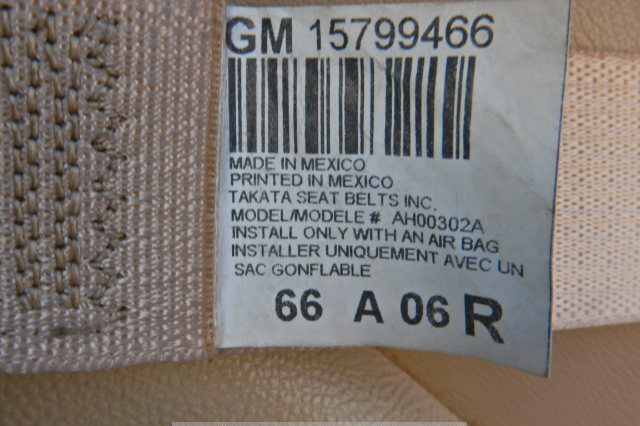 GM 15799466
MADE IN MEXICO
PRINTED IN MEXICO
TAKATA SEAT BELTS INC.
MODEL/MODELE # AH00302A
INSTALL ONLY WITH AN AIR BAG
INSTALLER UNIQUEMENT AVEC UN
SAC GONFLABLE
66 A 06 R